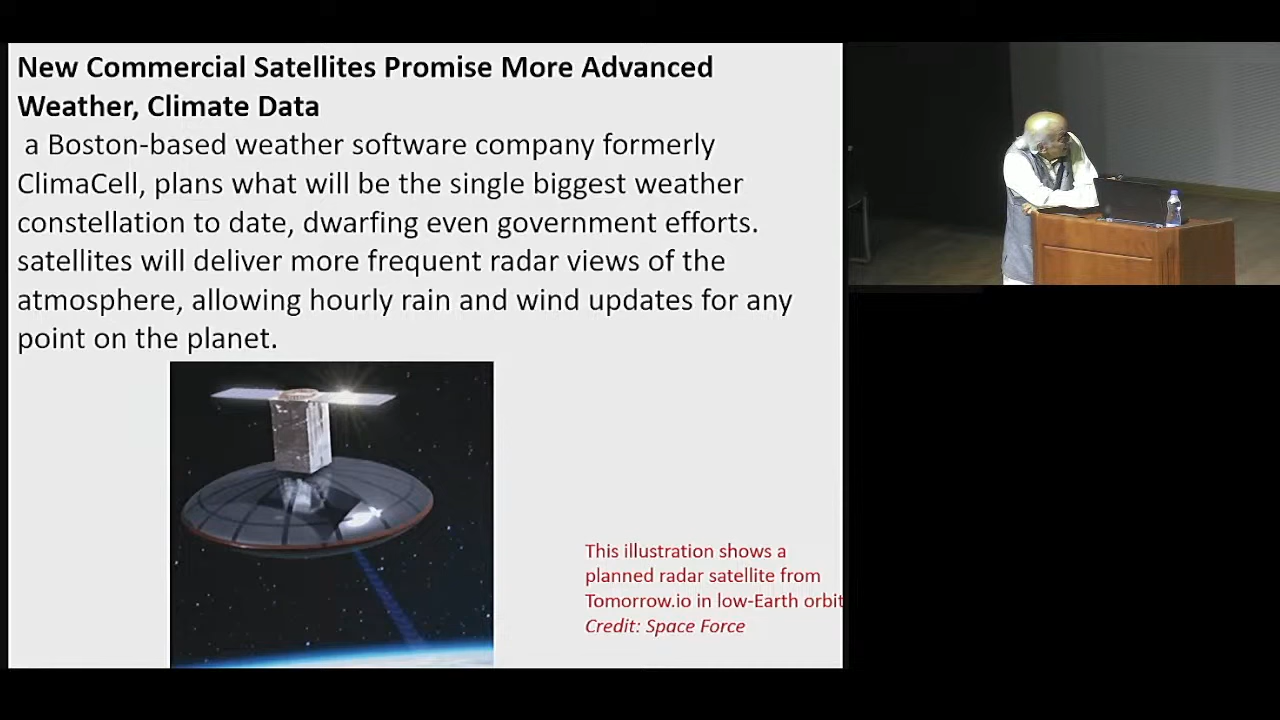 New Commercial Satellites Promise More Advanced
Weather, Climate Data
a Boston-based weather software company formerly
ClimaCell, plans what will be the single biggest weather
constellation to date, dwarfing even government efforts.
satellites will deliver more frequent radar views of the
atmosphere, allowing hourly rain and wind updates for any
point on the planet.
This illustration shows a
planned radar satellite from
Tomorrow.io in low-Earth orbit
Credit: Space Force